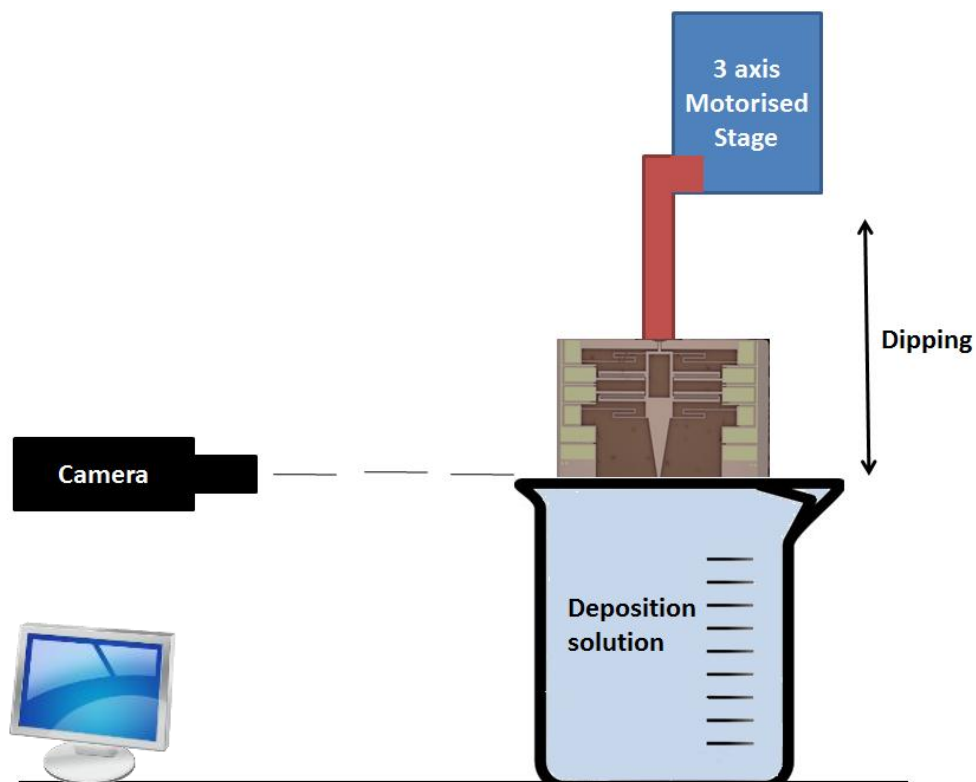 3 axis
Motorised
Stage
Dipping
Camera
Deposition
solution